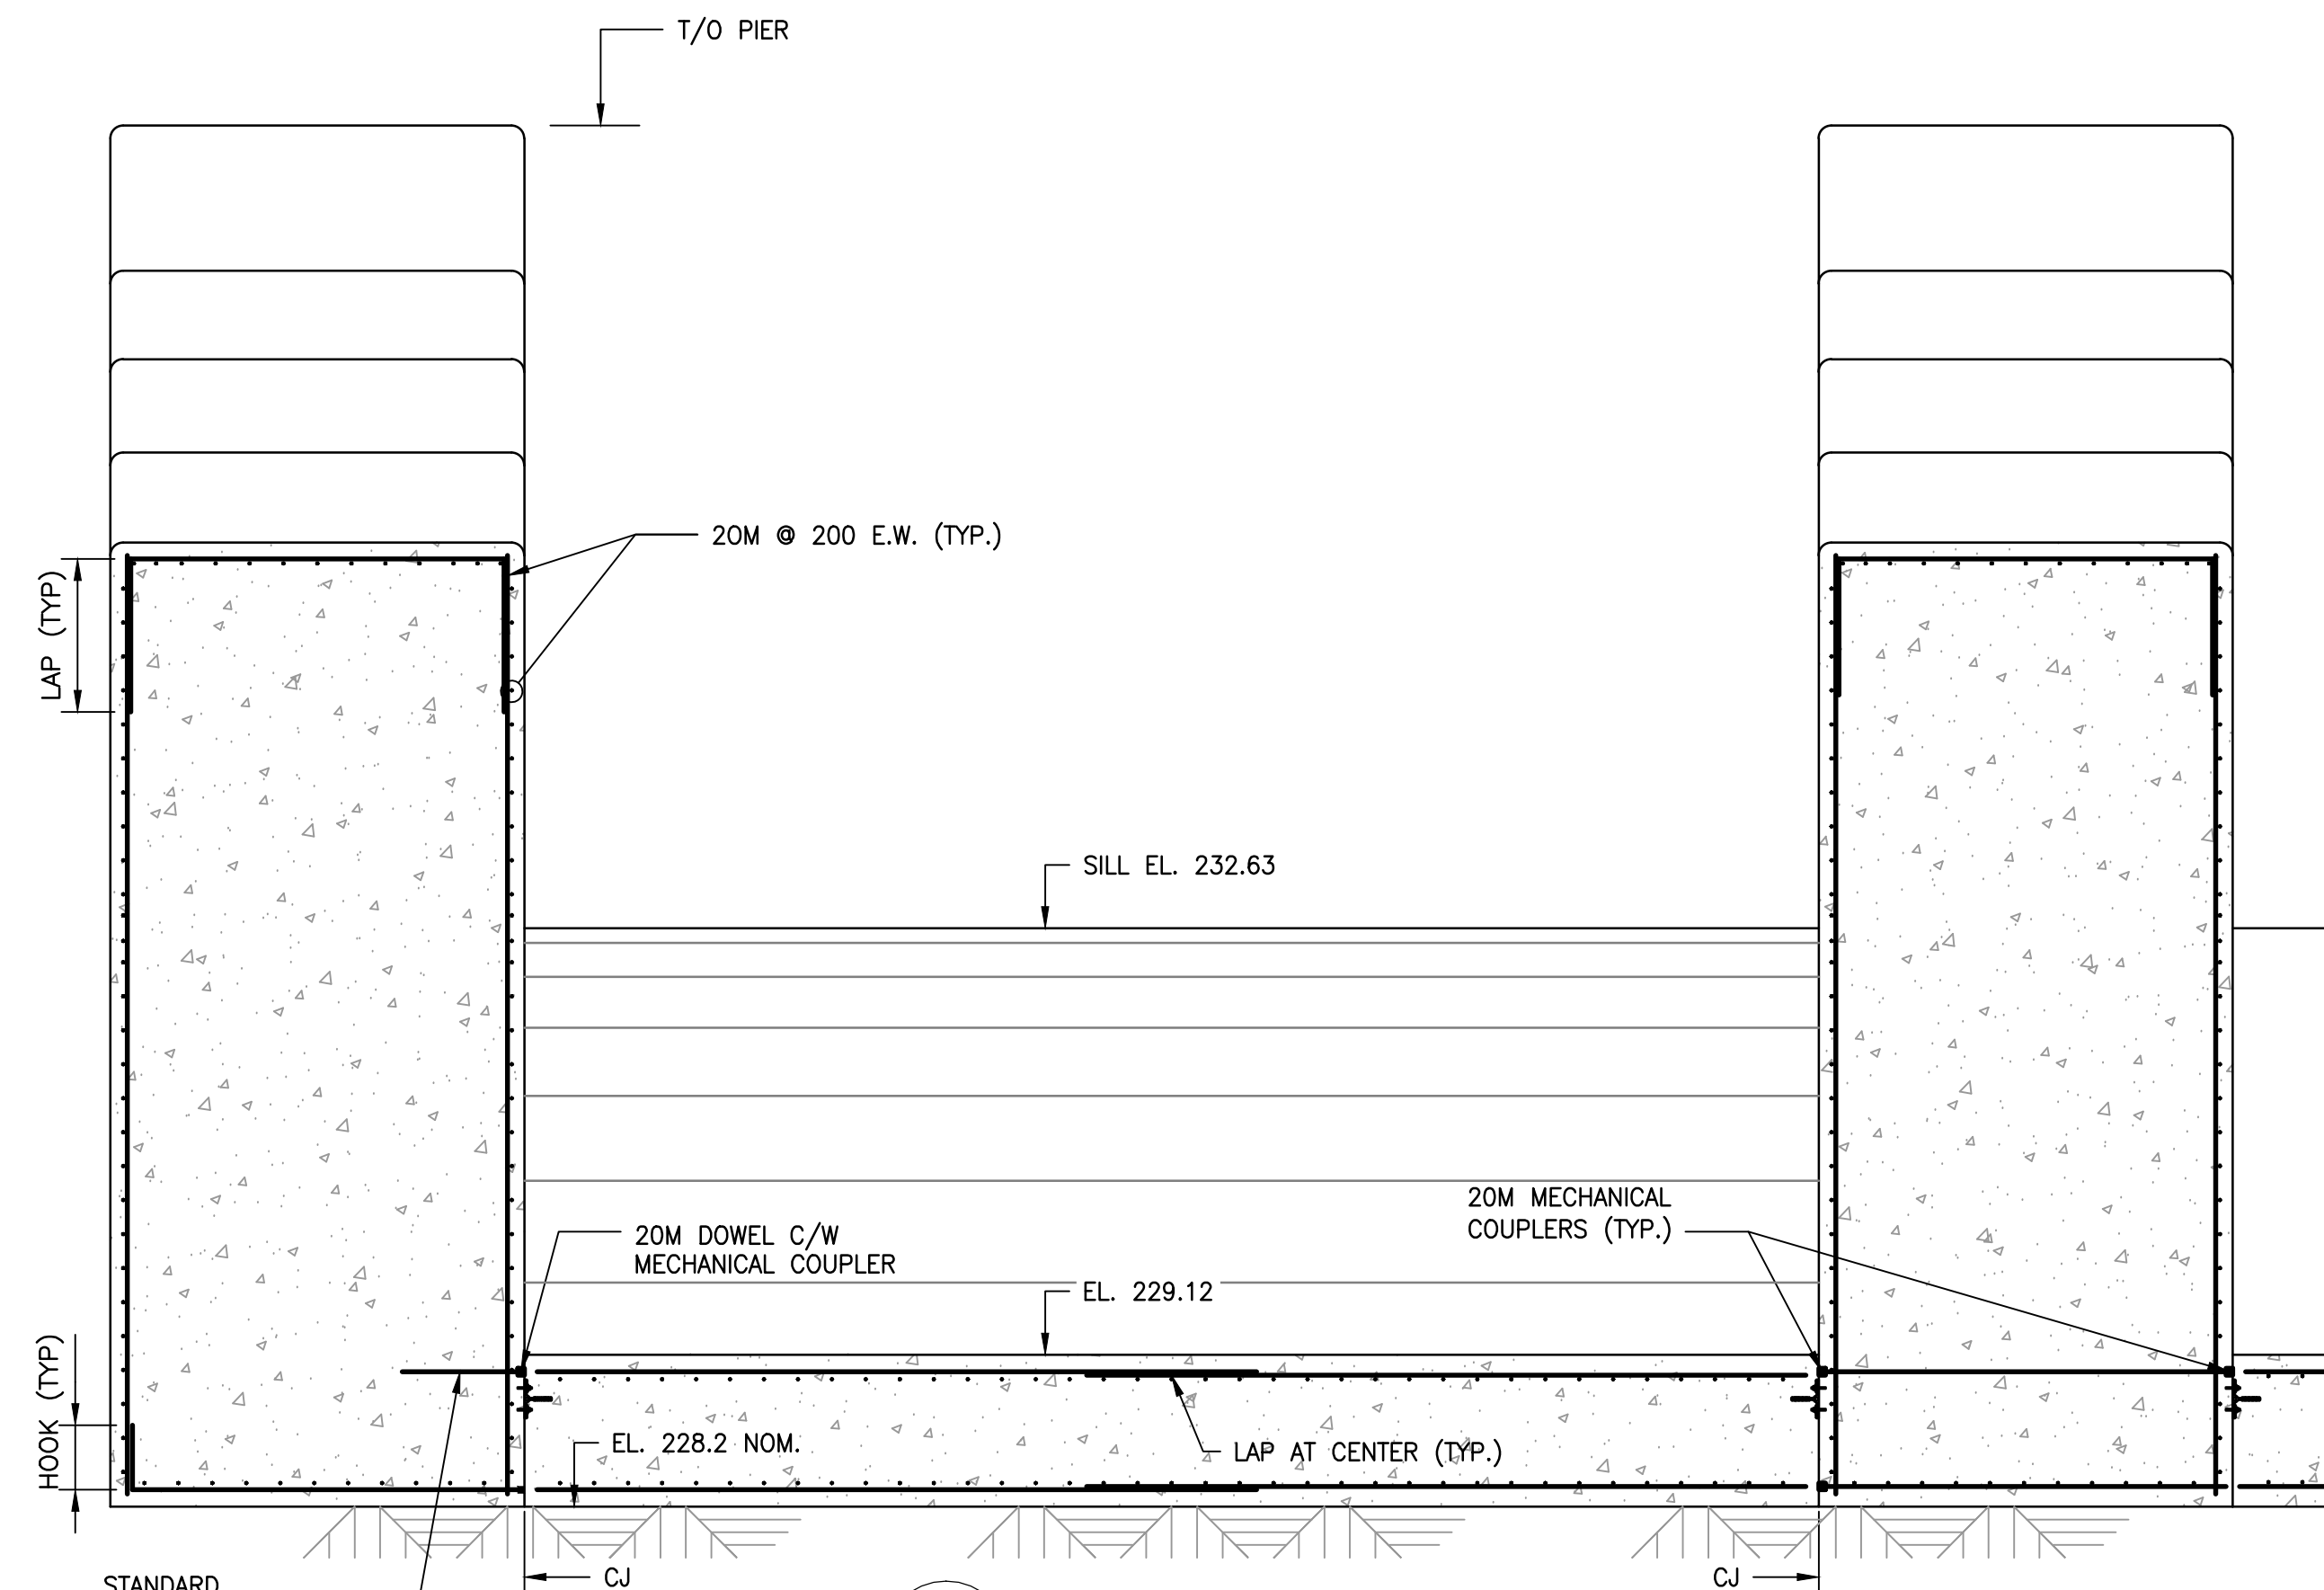 T/O PIER
20M @ 200 E.W. (TYP.)
LAP (TYP)
SILL EL. 232.63
20M MECHANICAL
COUPLERS (TYP.)
20M DOWEL C/W
MECHANICAL COUPLER
EL. 229.12
HOOK (TYP)
EL. 228.2 NOM.
LAP AT CENTER (TYP.)
STANDARD
CJ
CJ